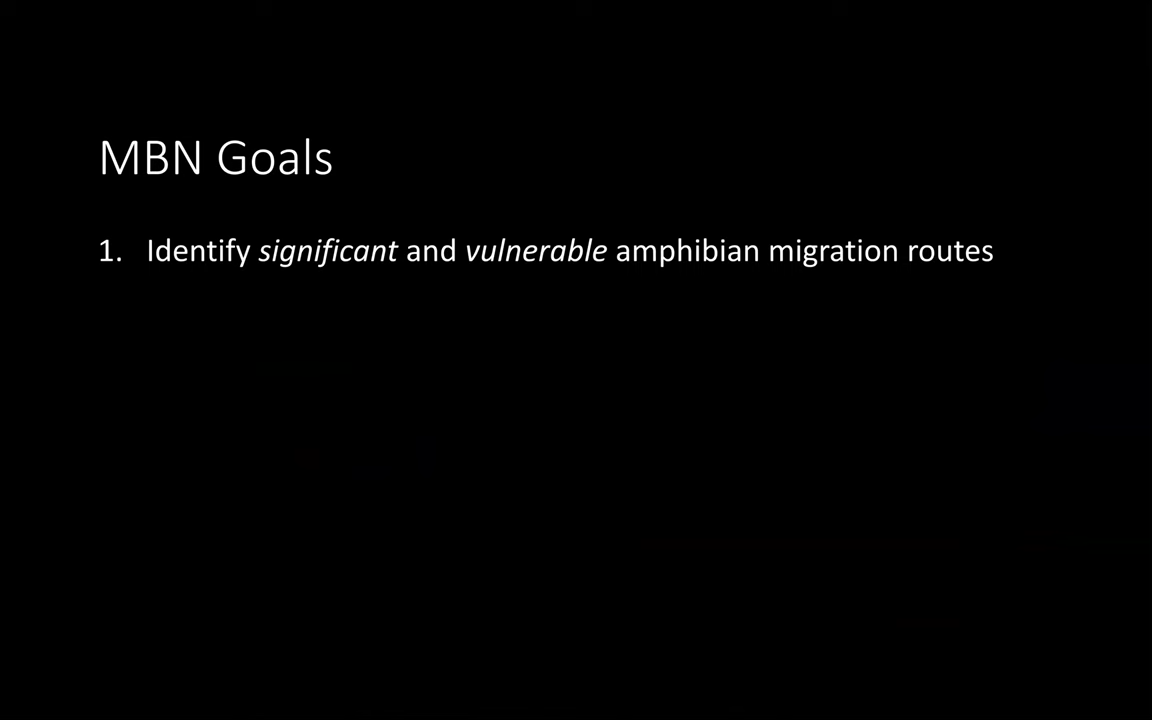 MBN Goals
1. Identify significant and vulnerable amphibian migration routes